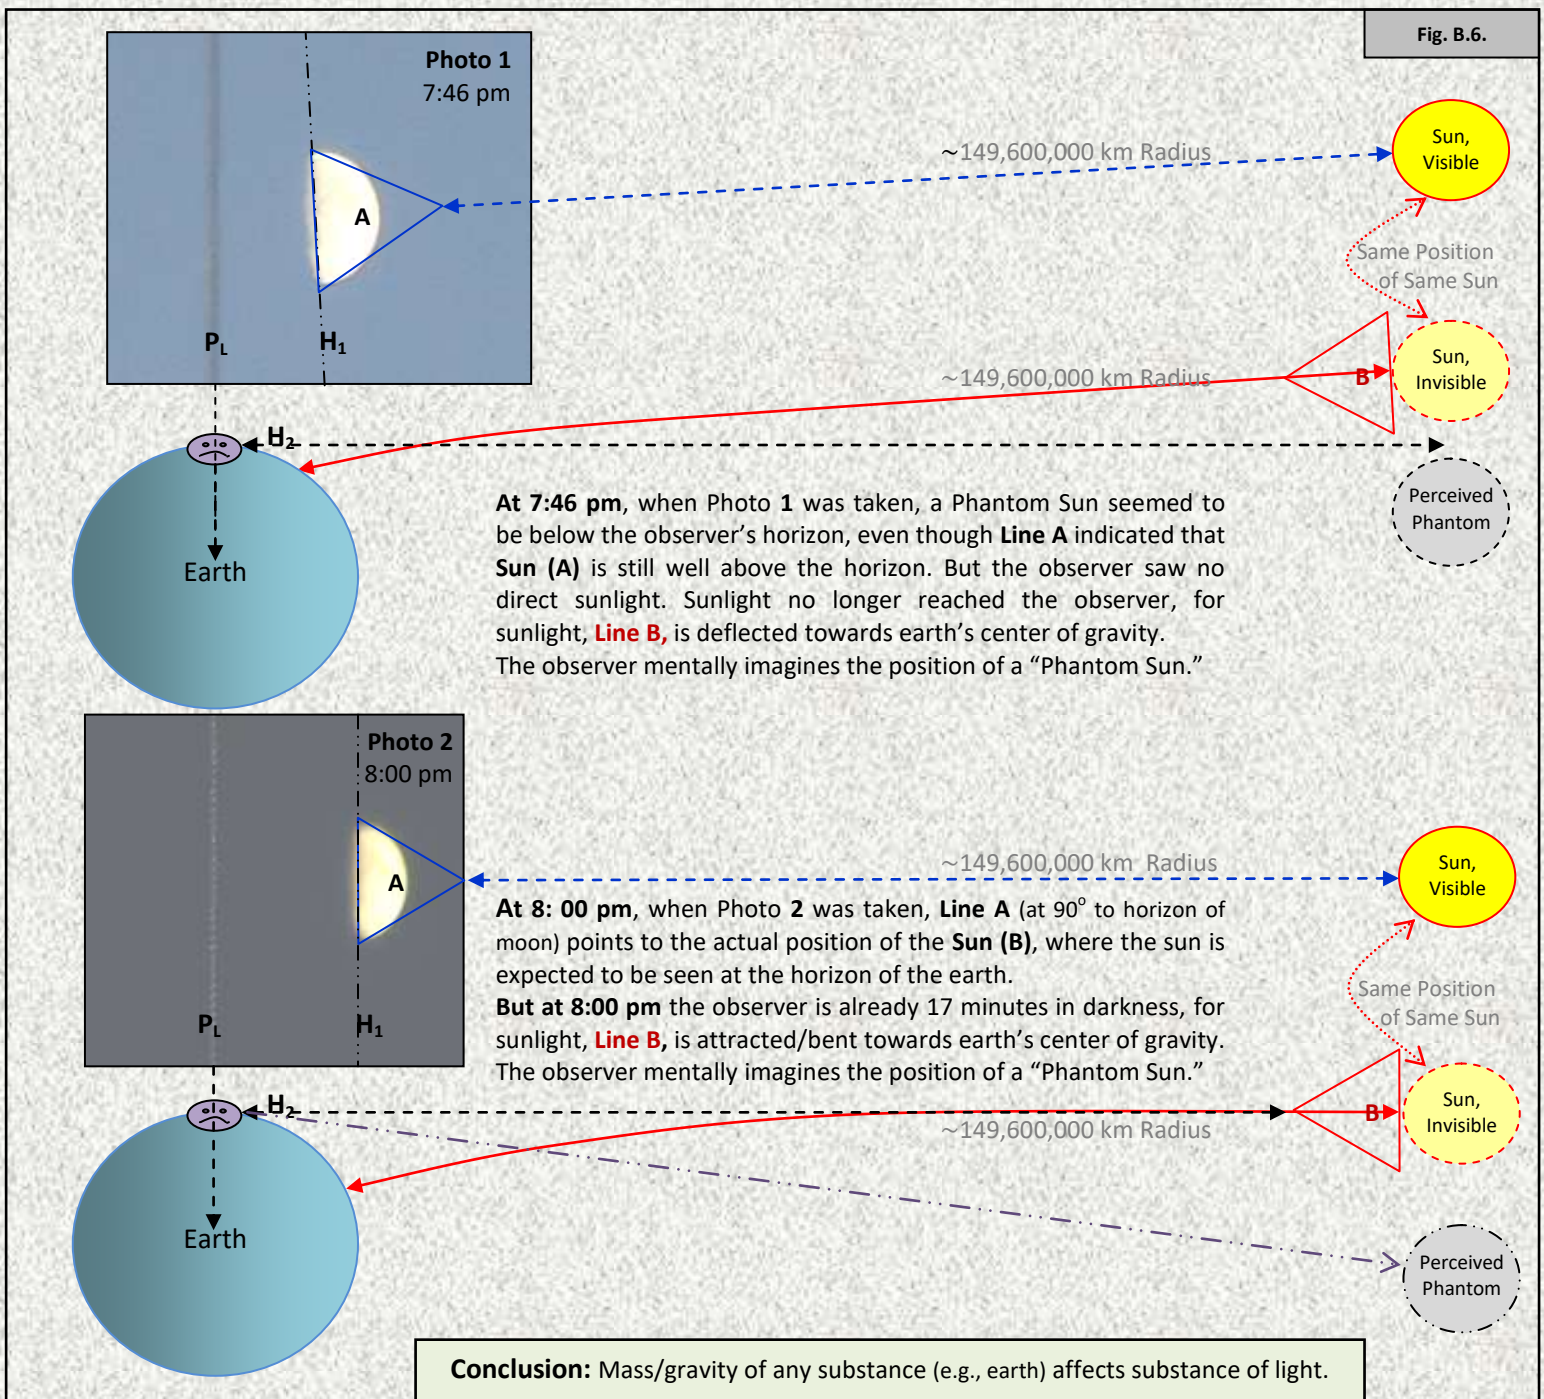 Fig. B.6.
Photo 1
7:46 pm
A
P_L
H₁
~149,600,000 km Radius
Sun,
Visible
Same Position
of Same Sun
~149,600,000 km Radius
B
Sun,
Invisible
H₂
Perceived
Phantom
Earth
At 7:46 pm, when Photo 1 was taken, a Phantom Sun seemed to
be below the observer’s horizon, even though Line A indicated that
Sun (A) is still well above the horizon. But the observer saw no
direct sunlight. Sunlight no longer reached the observer, for
sunlight, Line B, is deflected towards earth’s center of gravity.
The observer mentally imagines the position of a “Phantom Sun.”
Photo 2
8:00 pm
A
P_L
H₁
~149,600,000 km Radius
Sun,
Visible
At 8: 00 pm, when Photo 2 was taken, Line A (at 90° to horizon of
moon) points to the actual position of the Sun (B), where the sun is
expected to be seen at the horizon of the earth.
But at 8:00 pm the observer is already 17 minutes in darkness, for
sunlight, Line B, is attracted/bent towards earth’s center of gravity.
The observer mentally imagines the position of a “Phantom Sun.”
Same Position
of Same Sun
H₂
~149,600,000 km Radius
B
Sun,
Invisible
Earth
Perceived
Phantom
Conclusion: Mass/gravity of any substance (e.g., earth) affects substance of light.